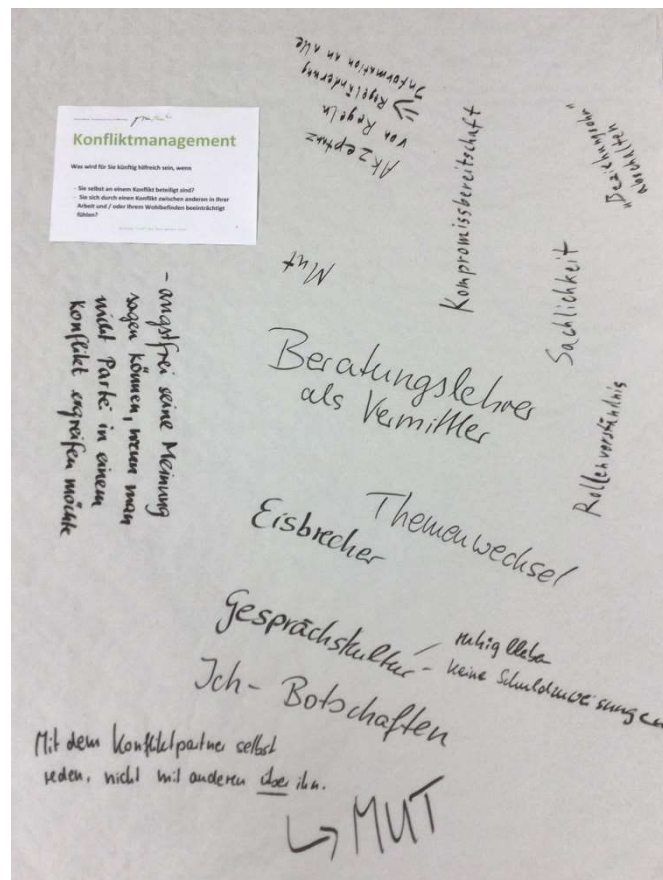 Konfliktmanagement
Was wird für Sie künftig hilfreich sein, wenn
- Sie selbst an einem Konflikt beteiligt sind?
- Sie sich durch einen Konflikt zwischen anderen in Ihrer
Arbeit und / oder Ihrem Wohlbefinden beeinträchtigt
fühlen?
Akzeptanz
von Regeln
Regeländerung
Information an alle
Kompromissbereitschaft
"Beziehungsohr"
abschalten
Mut
Sachlichkeit
- angstfrei seine Meinung
sagen können, wenn man
nicht Partei in einem
Konflikt ergreifen möchte
Beratungslehrer
als Vermittler
Rollenverständnis
Themenwechsel
Eisbrecher
Gesprächskultur
- ruhig bleiben
- keine Schuldzuweisungen
Ich-Botschaften
Mit dem Konfliktpartner selbst
reden, nicht mit anderen über ihn.
MUT